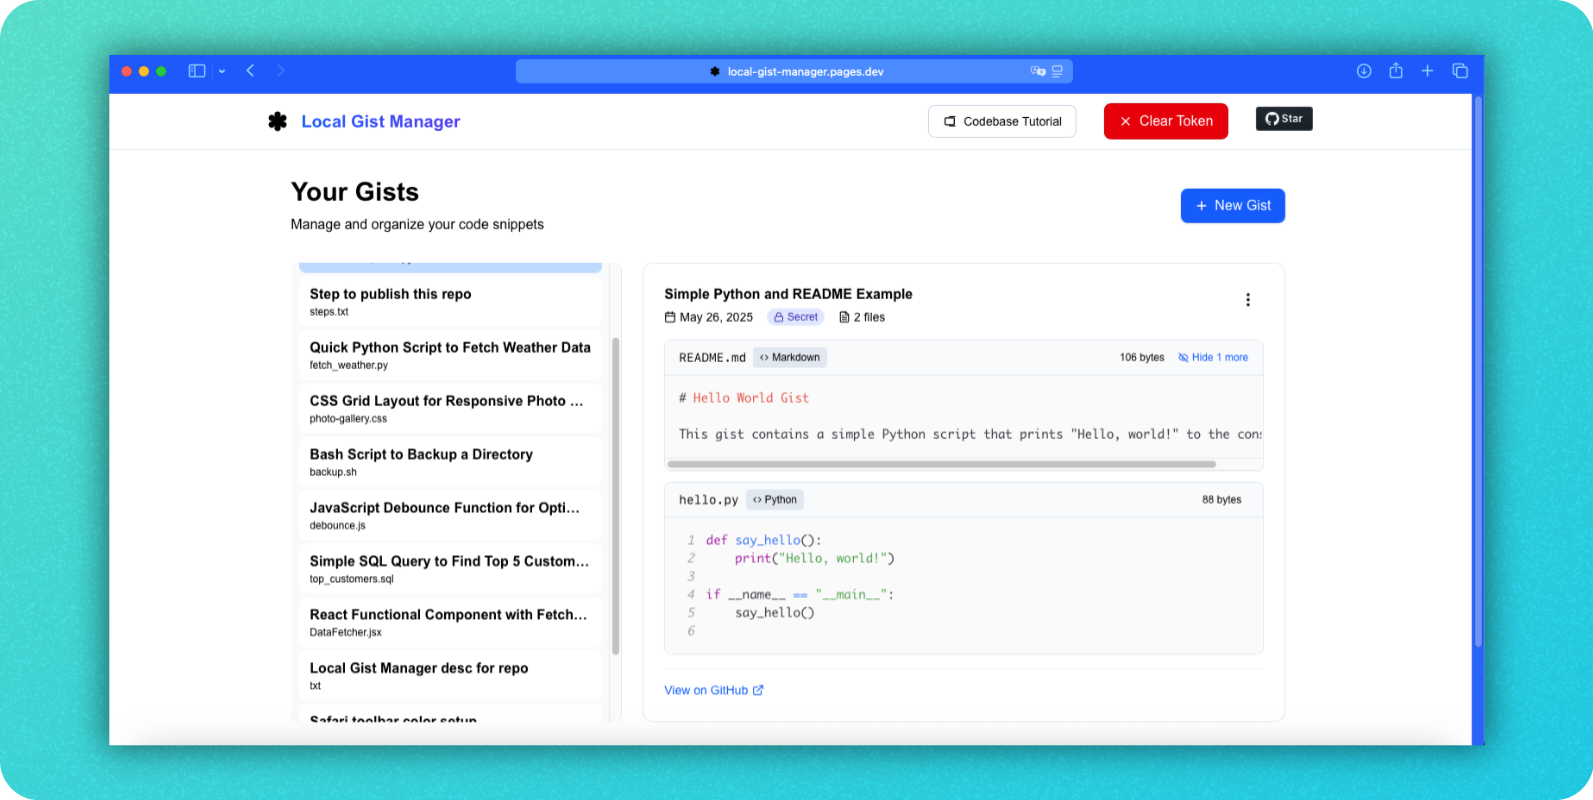 local-gist-manager.pages.dev
Local Gist Manager
Codebase Tutorial
Clear Token
Star
Your Gists
Manage and organize your code snippets
New Gist
Step to publish this repo
steps.txt
Quick Python Script to Fetch Weather Data
fetch_weather.py
CSS Grid Layout for Responsive Photo ...
photo-gallery.css
Bash Script to Backup a Directory
backup.sh
JavaScript Debounce Function for Opti...
debounce.js
Simple SQL Query to Find Top 5 Custom...
top_customers.sql
React Functional Component with Fetch...
DataFetcher.jsx
Local Gist Manager desc for repo
txt
Safari toolbar color setup
Simple Python and README Example
May 26, 2025 Secret 2 files
README.md <> Markdown 106 bytes Hide 1 more
# Hello World Gist
This gist contains a simple Python script that prints "Hello, world!" to the cons
hello.py <> Python 88 bytes
1 def say_hello():
2     print("Hello, world!")
3
4 if __name__ == "__main__":
5     say_hello()
6
View on GitHub